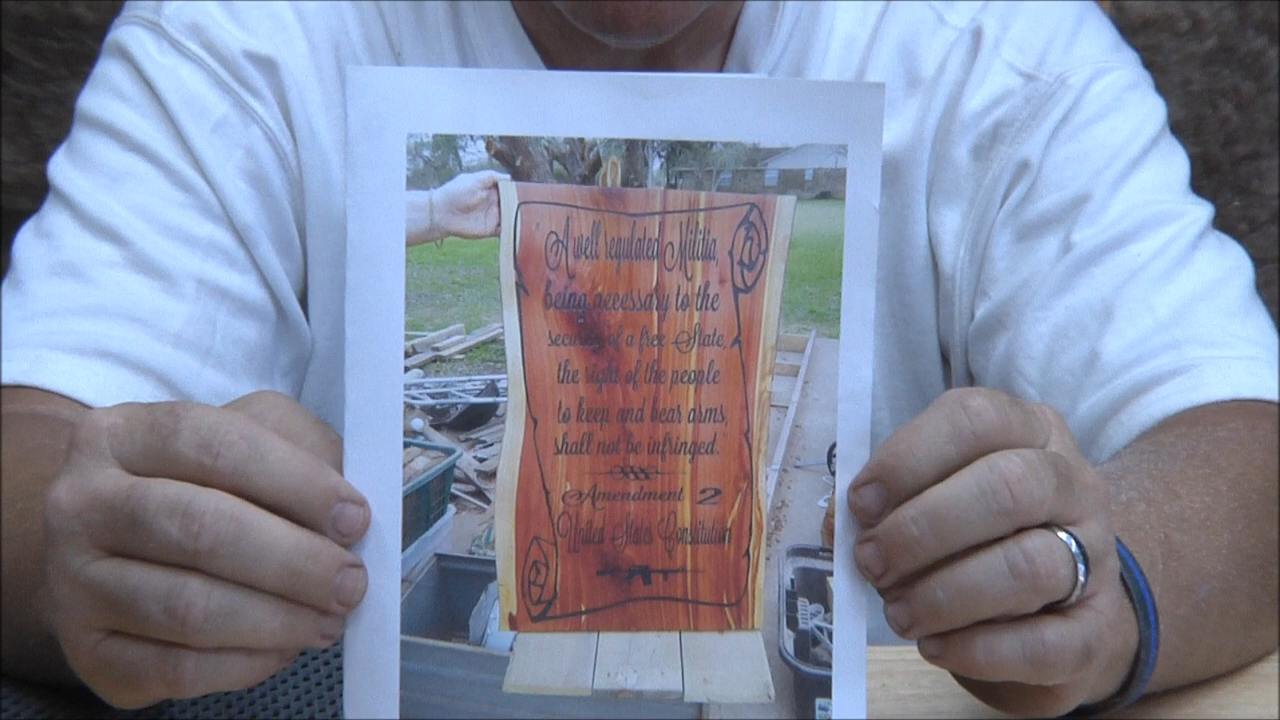 A well regulated Militia,
being necessary to the
security of a free State,
the right of the people
to keep and bear arms,
shall not be infringed.
Amendment 2
United States Constitution